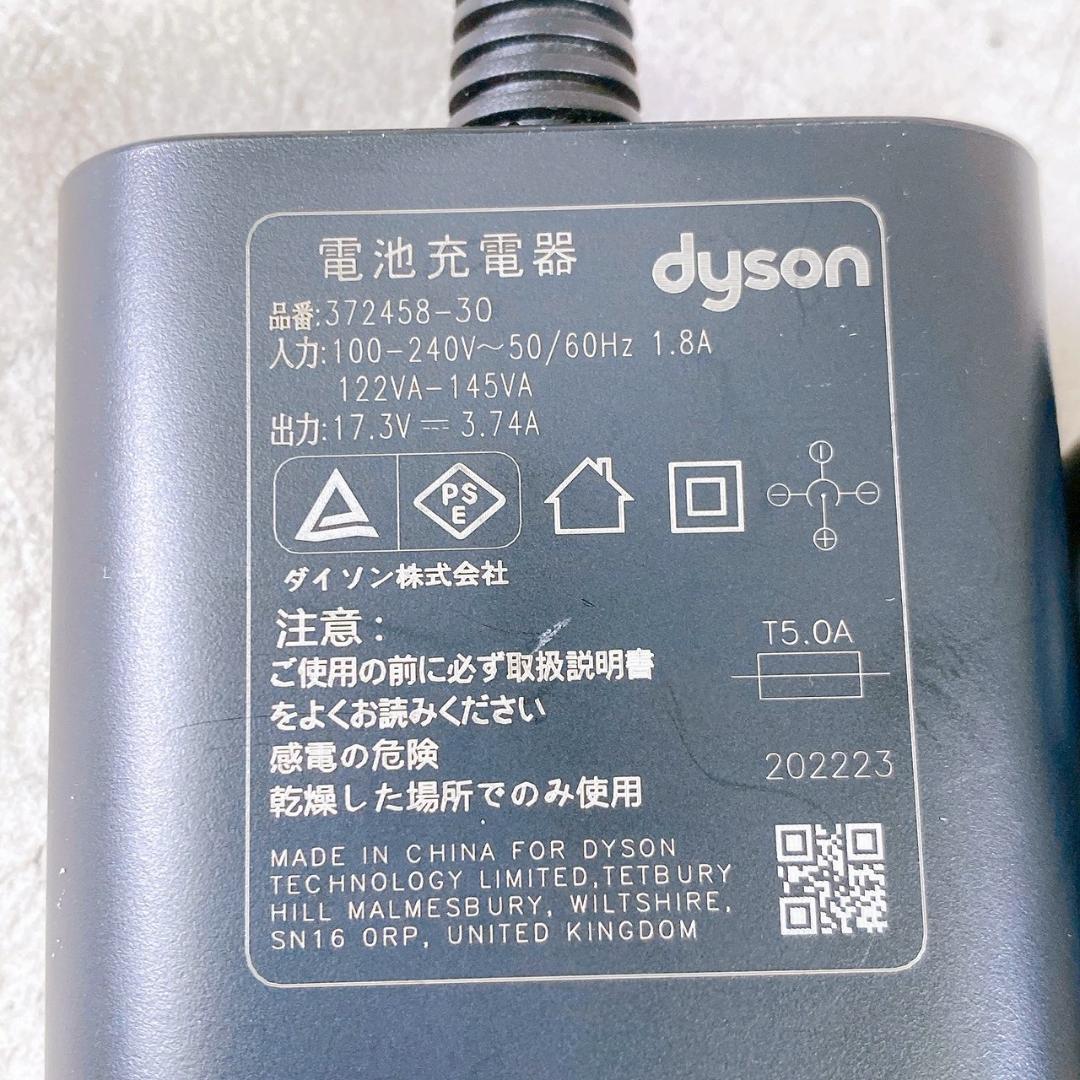 電池充電器
dyson
品番:372458-30
入力:100-240V～50/60Hz 1.8A
122VA-145VA
出力:17.3V ⎓ 3.74A
PS
E
ダイソン株式会社
注意:
ご使用の前に必ず取扱説明書
をよくお読みください
感電の危険
乾燥した場所でのみ使用
T5.0A
202223
MADE IN CHINA FOR DYSON
TECHNOLOGY LIMITED,TETBURY
HILL MALMESBURY, WILTSHIRE,
SN16 0RP, UNITED KINGDOM